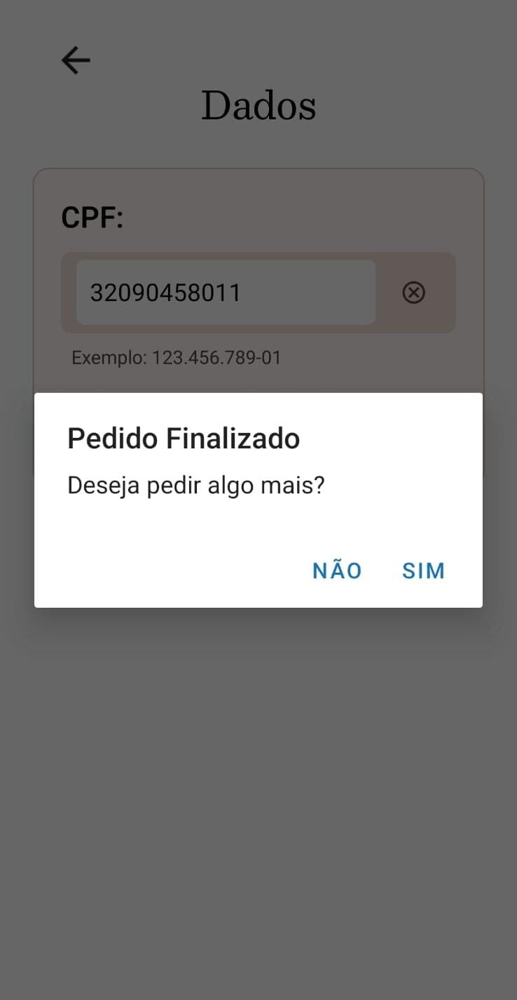 Dados
CPF:
32090458011
Exemplo: 123.456.789-01
Pedido Finalizado
Deseja pedir algo mais?
NÃO SIM